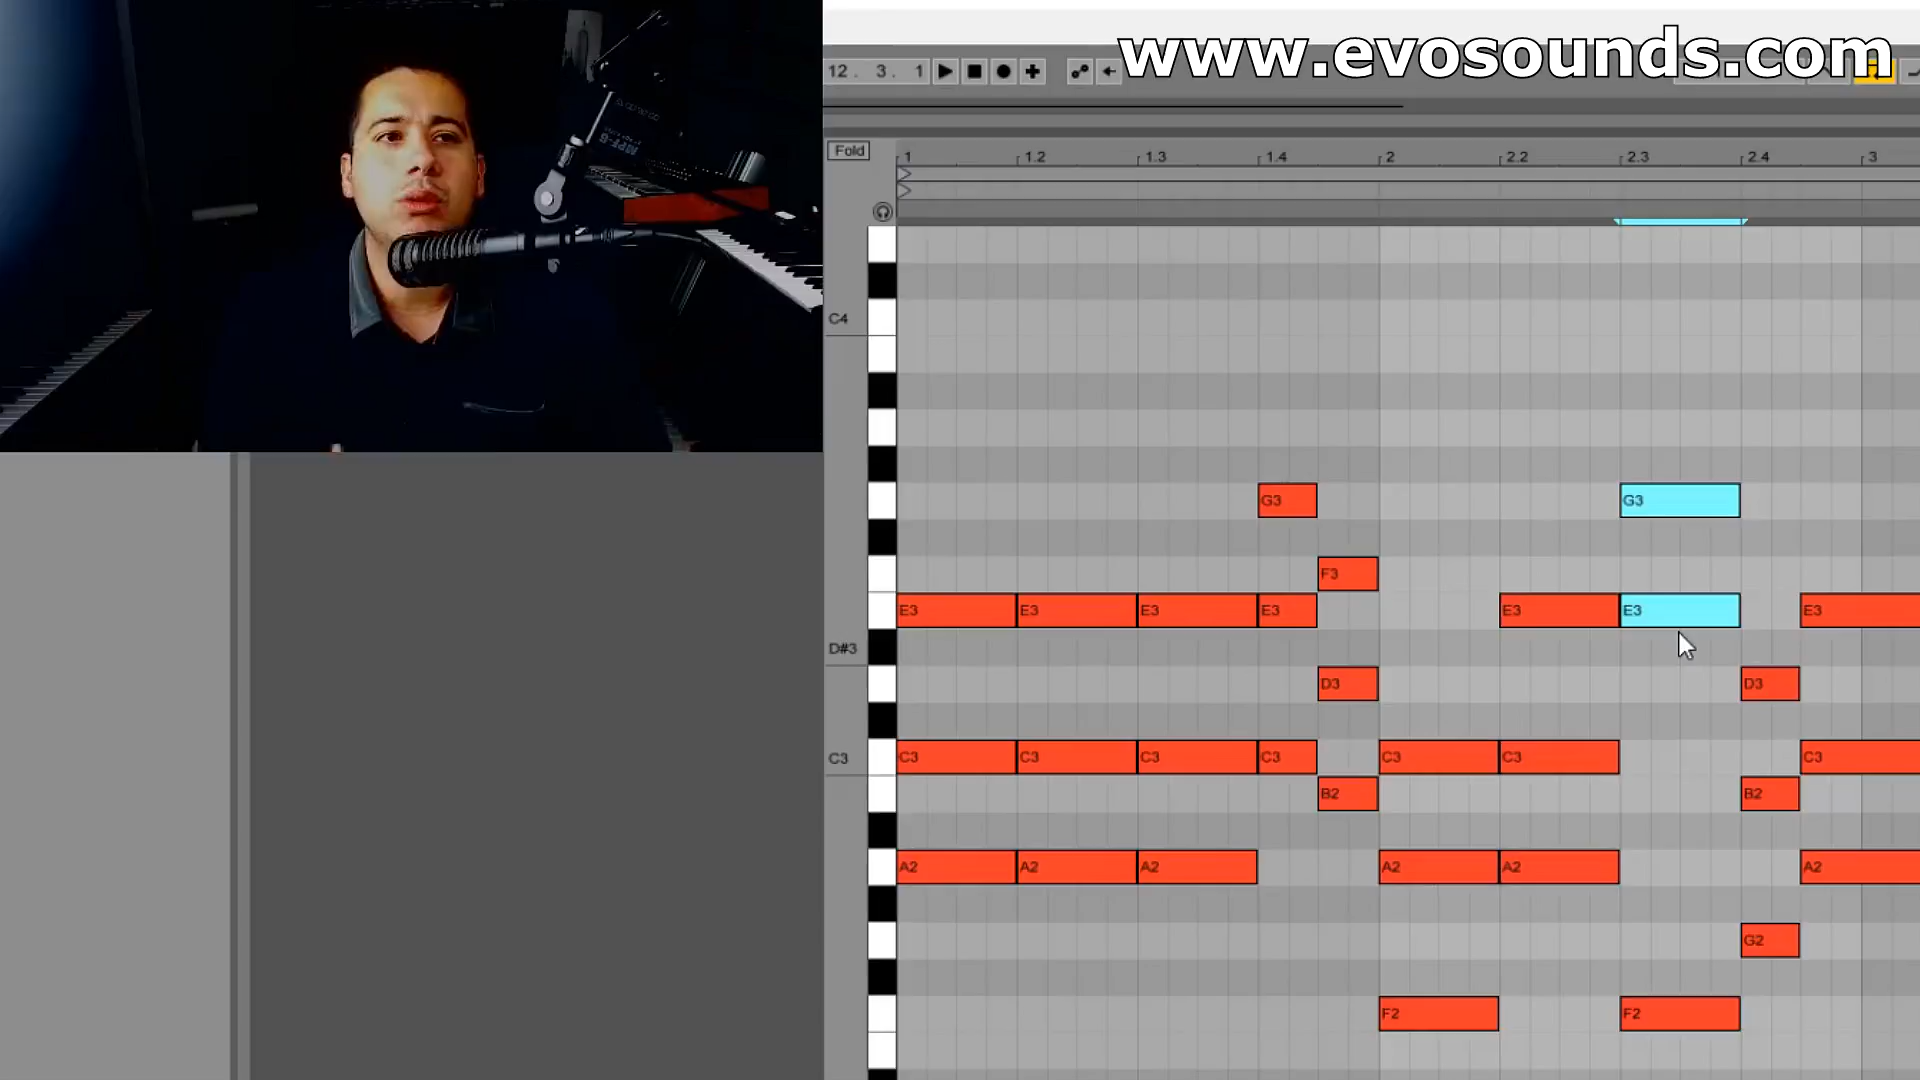 www.evosounds.com
12 . 3 . 1
Fold
1 1.2 1.3 1.4 2 2.2 2.3 2.4 3
C4
G3 G3
F3
E3 E3 E3 E3 E3 E3 E3
D#3
D3 D3
C3 C3 C3 C3 C3 C3 C3 C3
B2 B2
A2 A2 A2 A2 A2 A2
G2
F2 F2